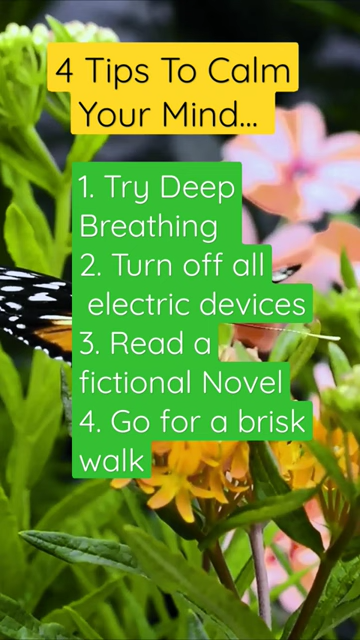 4 Tips To Calm
Your Mind...
1. Try Deep
Breathing
2. Turn off all
electric devices
3. Read a
fictional Novel
4. Go for a brisk
walk